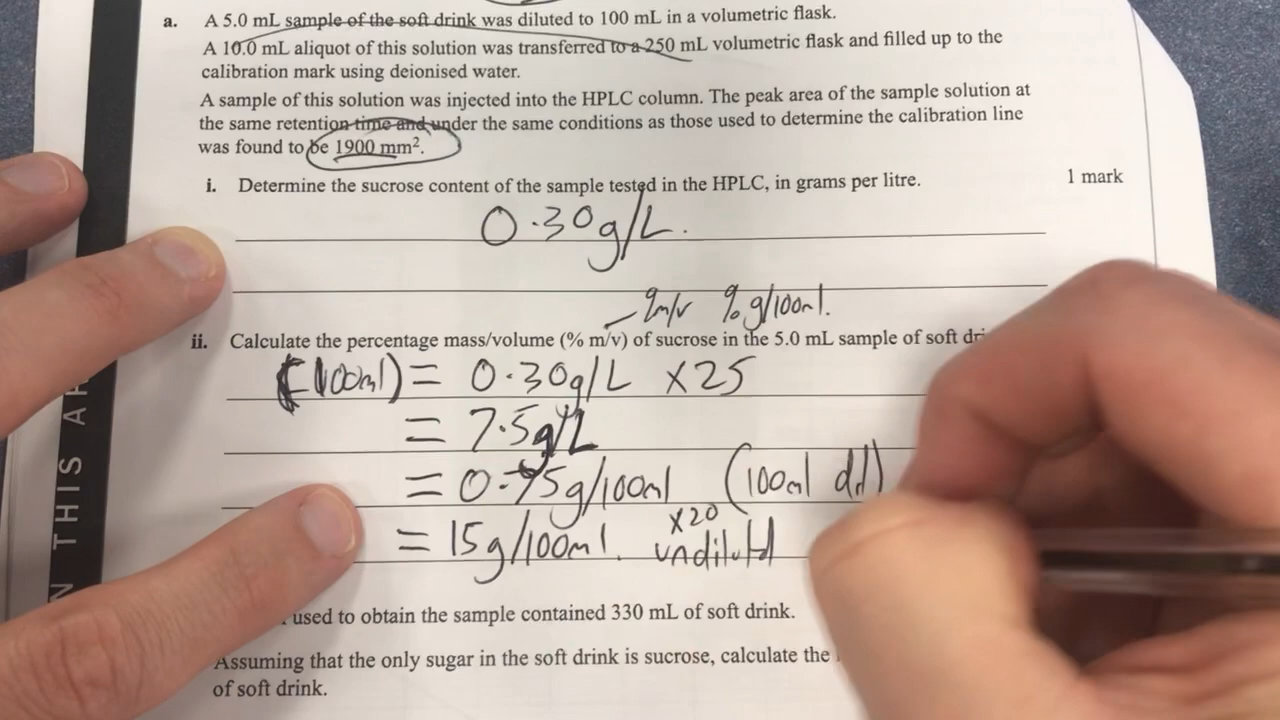 a. A 5.0 mL sample of the soft drink was diluted to 100 mL in a volumetric flask.
A 10.0 mL aliquot of this solution was transferred to a 250 mL volumetric flask and filled up to the
calibration mark using deionised water.
A sample of this solution was injected into the HPLC column. The peak area of the sample solution at
the same retention time and under the same conditions as those used to determine the calibration line
was found to be 1900 mm².
i. Determine the sucrose content of the sample tested in the HPLC, in grams per litre. 1 mark
0.30g/L.
%m/v % g/100ml.
ii. Calculate the percentage mass/volume (% m/v) of sucrose in the 5.0 mL sample of soft
(100ml) = 0.30g/L ×25
= 7.5g/L
= 0.75g/100ml (100ml dil)
= 15g/100ml. ×20 undiluted
used to obtain the sample contained 330 mL of soft drink.
Assuming that the only sugar in the soft drink is sucrose, calculate the
of soft drink.
N THIS A